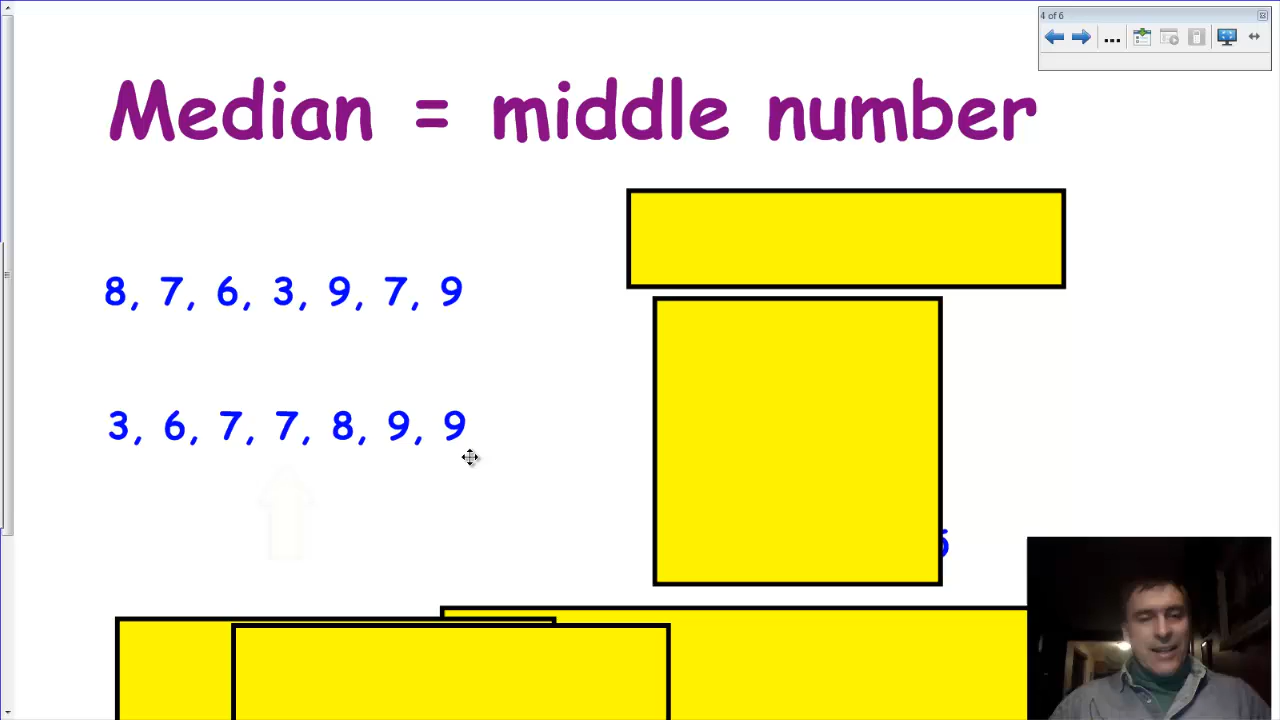 4 of 6
...
Median = middle number
8, 7, 6, 3, 9, 7, 9
3, 6, 7, 7, 8, 9, 9